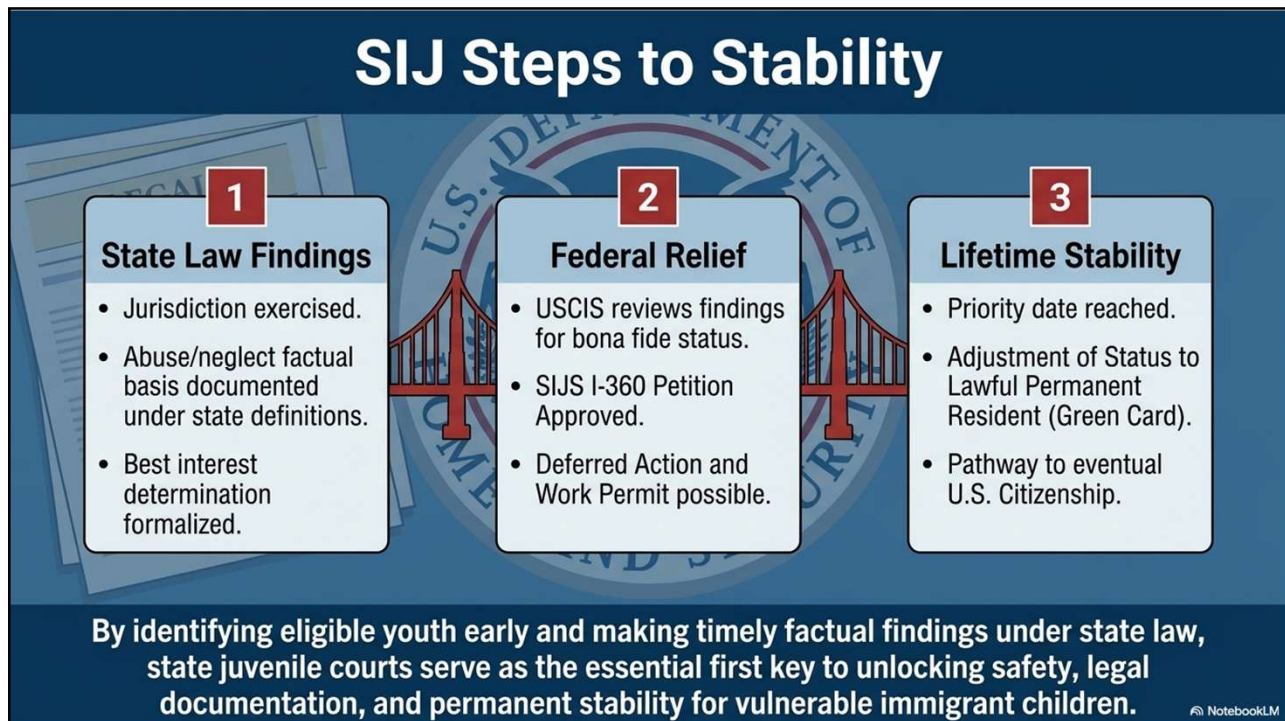 SIJ Steps to Stability
LEGAL
U.S. DEPARTMENT OF
1
State Law Findings
• Jurisdiction exercised.
• Abuse/neglect factual
basis documented
under state definitions.
• Best interest
determination
formalized.
2
Federal Relief
• USCIS reviews findings
for bona fide status.
• SIJS I-360 Petition
Approved.
• Deferred Action and
Work Permit possible.
3
Lifetime Stability
• Priority date reached.
• Adjustment of Status to
Lawful Permanent
Resident (Green Card).
• Pathway to eventual
U.S. Citizenship.
By identifying eligible youth early and making timely factual findings under state law,
state juvenile courts serve as the essential first key to unlocking safety, legal
documentation, and permanent stability for vulnerable immigrant children.
NotebookLM